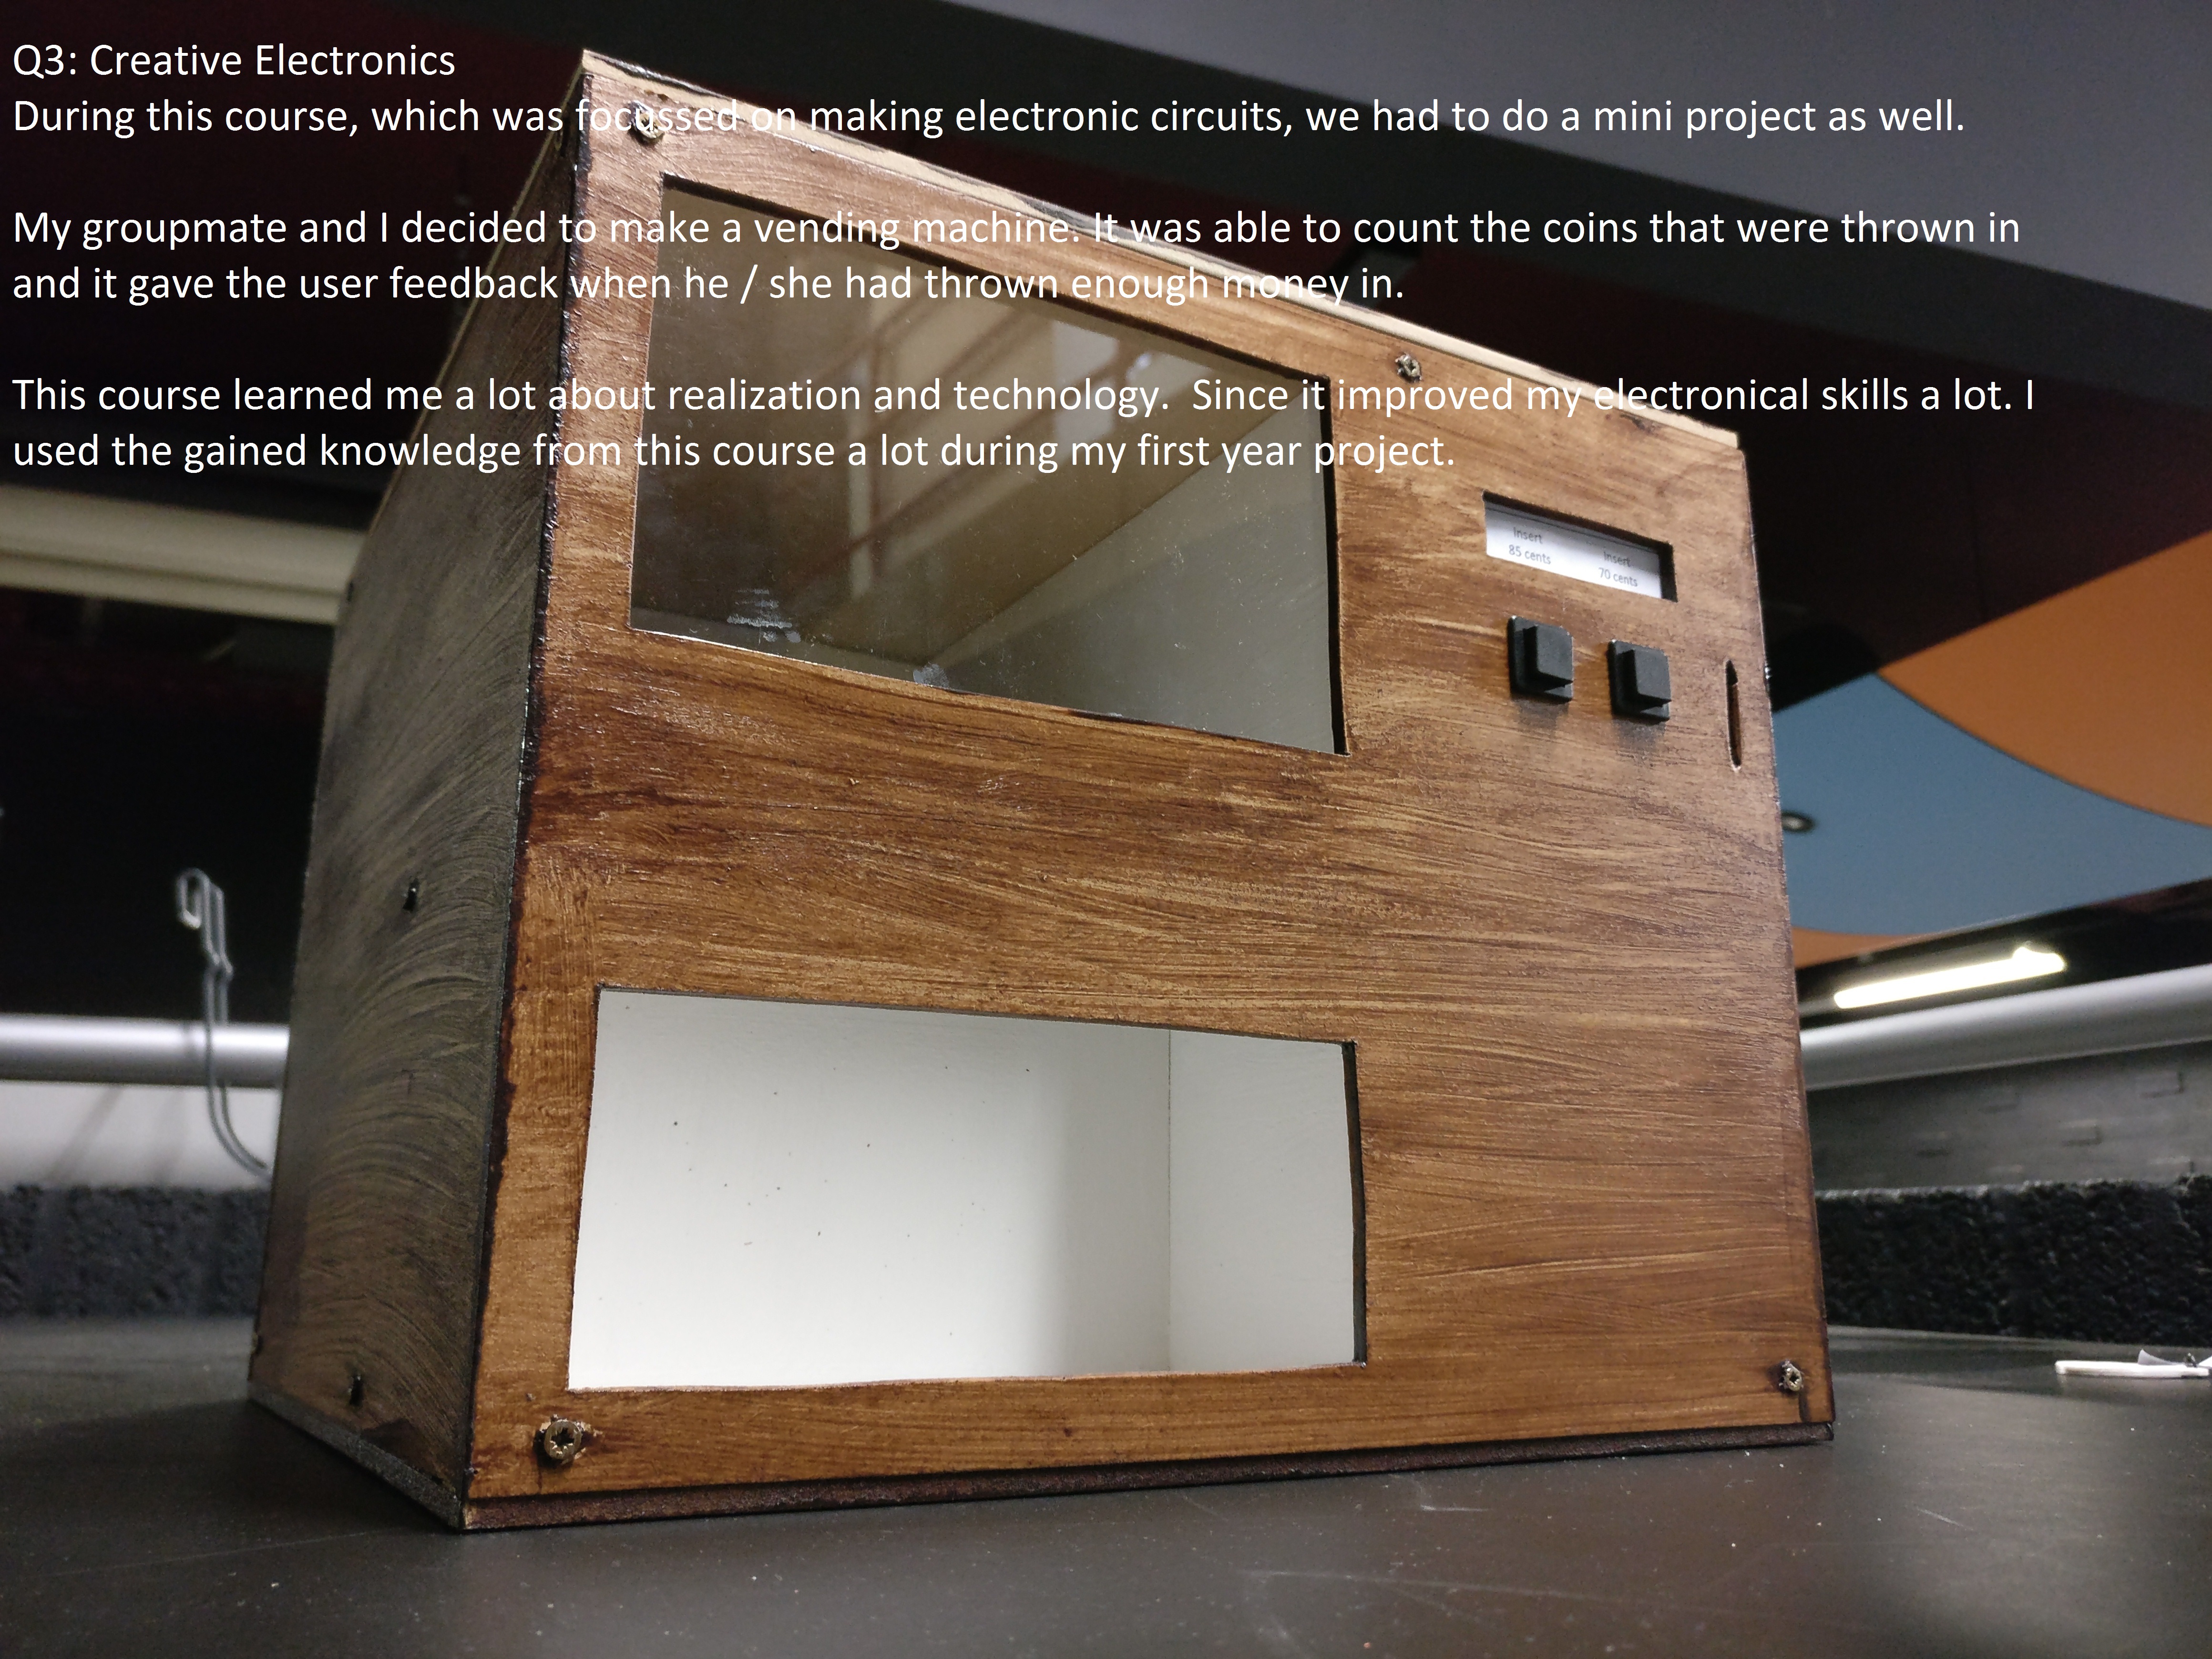 Q3: Creative Electronics
During this course, which was focussed on making electronic circuits, we had to do a mini project as well.
My groupmate and I decided to make a vending machine. It was able to count the coins that were thrown in
and it gave the user feedback when he / she had thrown enough money in.
This course learned me a lot about realization and technology.  Since it improved my electronical skills a lot. I
used the gained knowledge from this course a lot during my first year project.
Insert
85 cents
Insert
70 cents